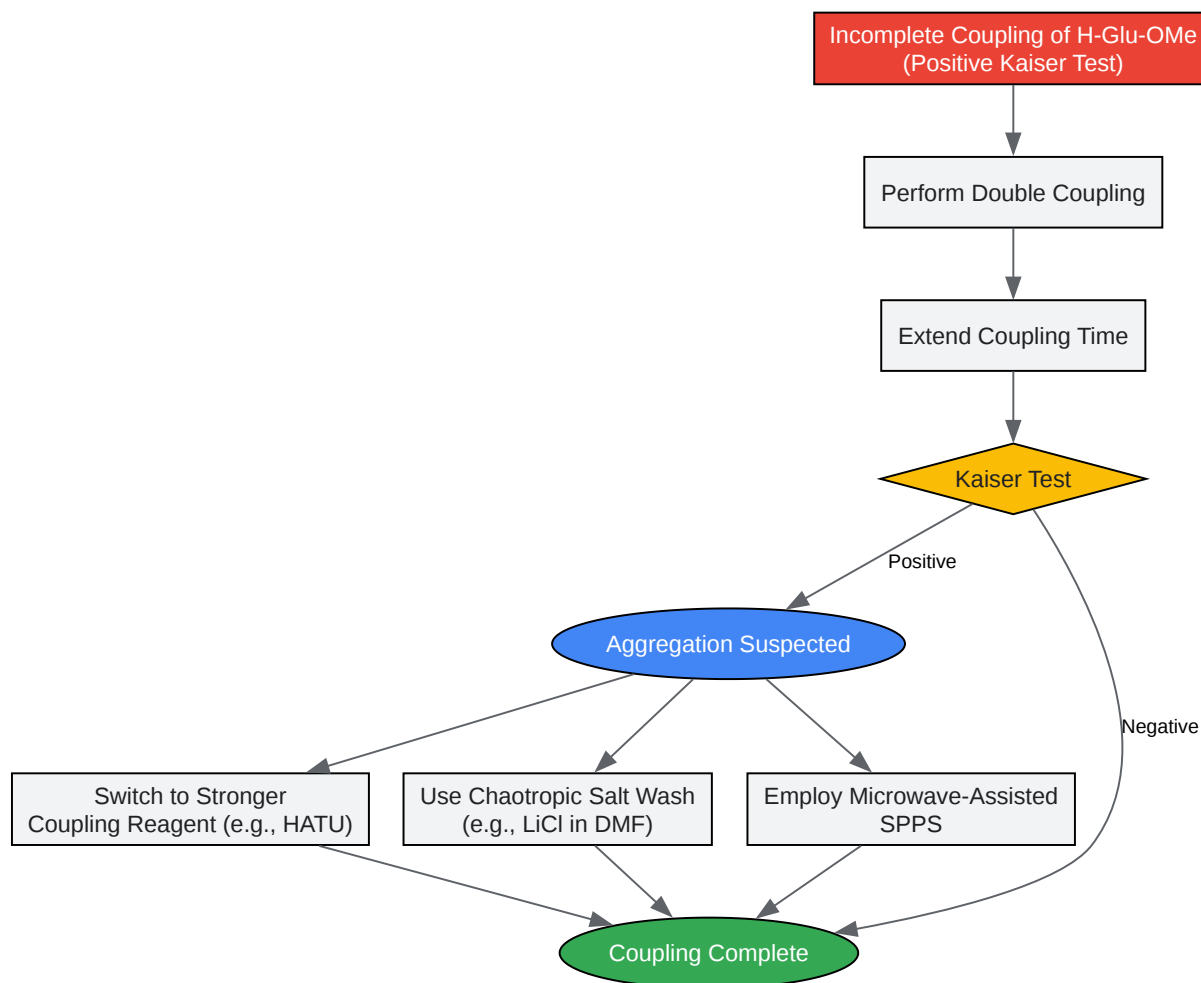 Incomplete Coupling of H-Glu-OMe
(Positive Kaiser Test)
Perform Double Coupling
Extend Coupling Time
Kaiser Test
Positive
Aggregation Suspected
Negative
Switch to Stronger
Coupling Reagent (e.g., HATU)
Use Chaotropic Salt Wash
(e.g., LiCl in DMF)
Employ Microwave-Assisted
SPPS
Coupling Complete